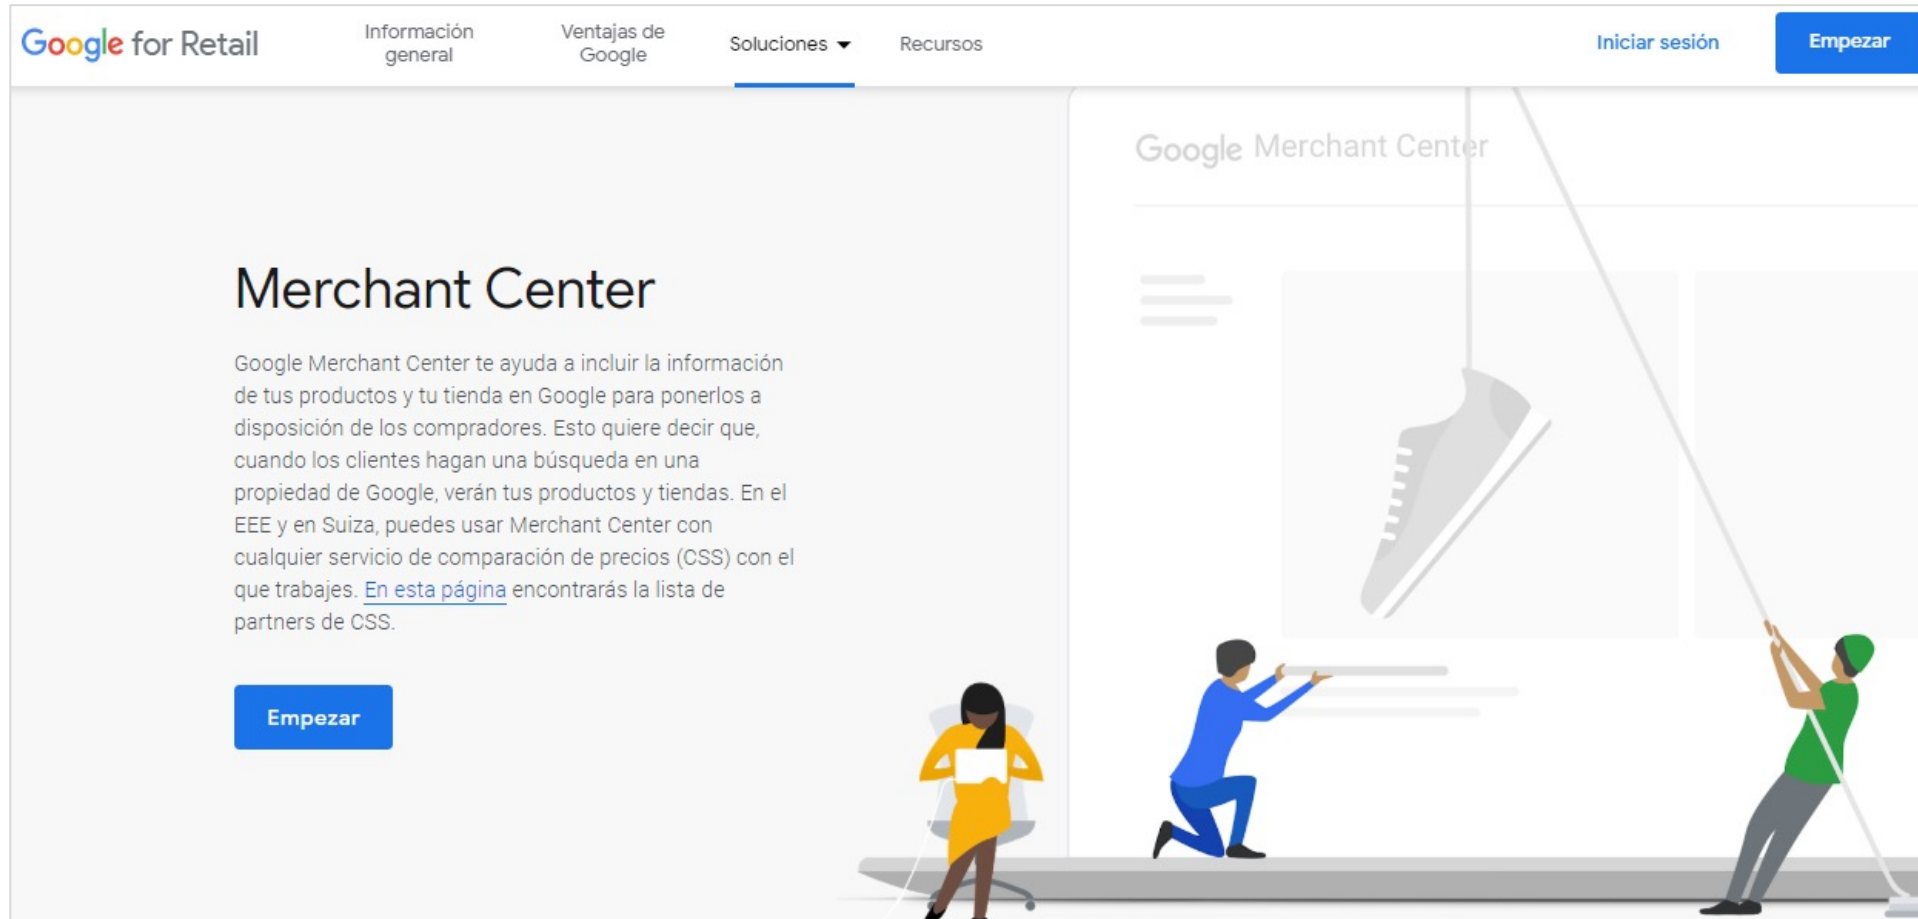 Google for Retail
Información
general
Ventajas de
Google
Soluciones
Recursos
Iniciar sesión
Empezar
Google Merchant Center
Merchant Center
Google Merchant Center te ayuda a incluir la información
de tus productos y tu tienda en Google para ponerlos a
disposición de los compradores. Esto quiere decir que,
cuando los clientes hagan una búsqueda en una
propiedad de Google, verán tus productos y tiendas. En el
EEE y en Suiza, puedes usar Merchant Center con
cualquier servicio de comparación de precios (CSS) con el
que trabajes. En esta página encontrarás la lista de
partners de CSS.
Empezar